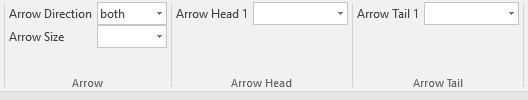 Arrow Direction both Arrow Head 1 Arrow Tail 1
Arrow Size
Arrow Arrow Head Arrow Tail